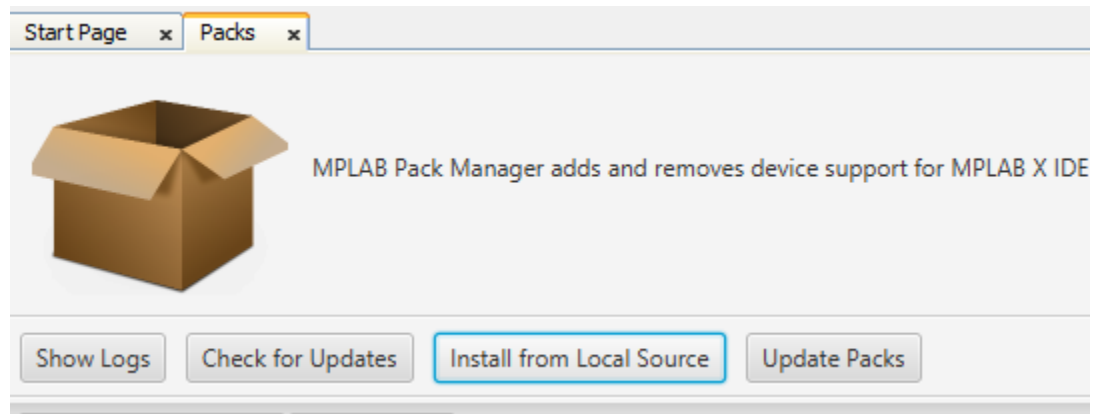 Start Page x Packs x
MPLAB Pack Manager adds and removes device support for MPLAB X IDE
Show Logs Check for Updates Install from Local Source Update Packs